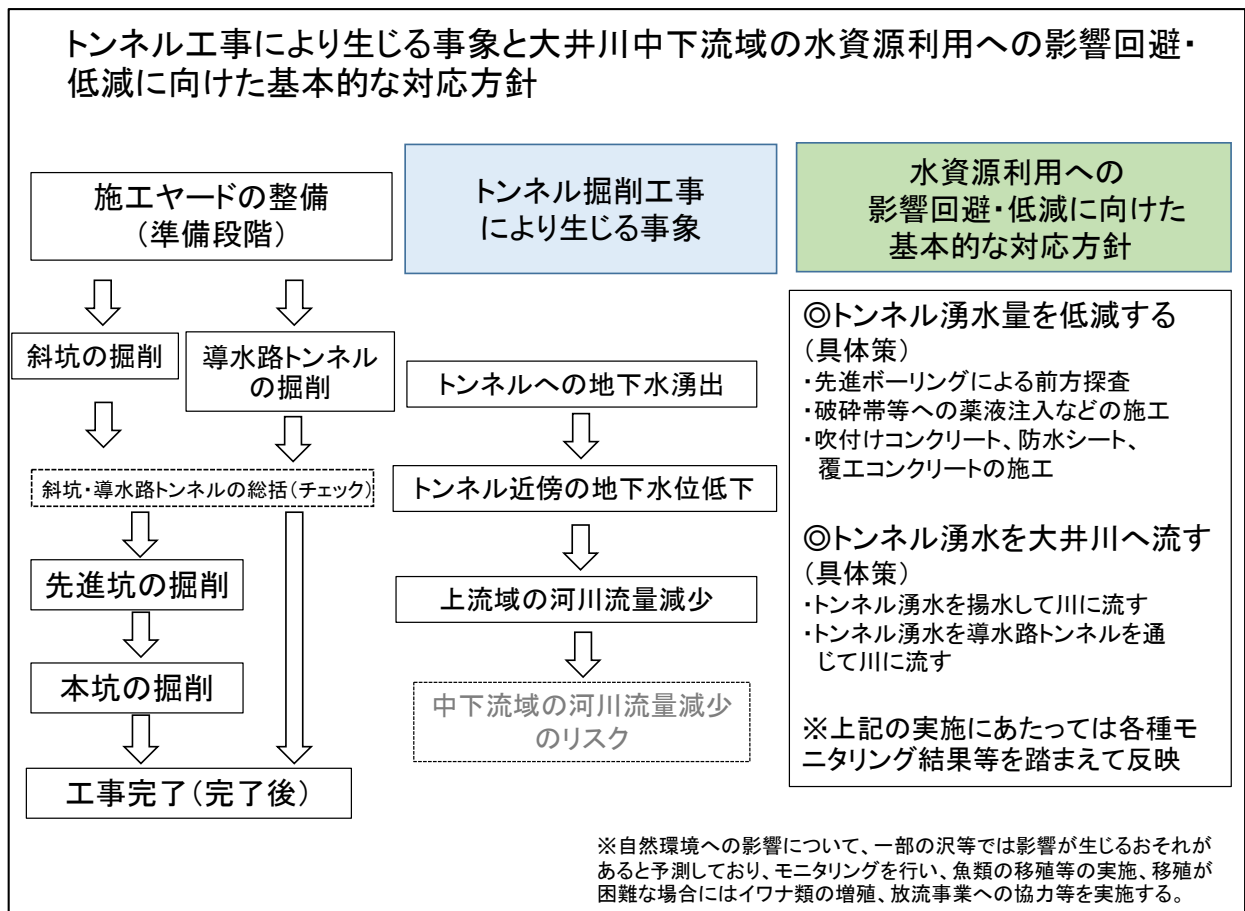 トンネル工事により生じる事象と大井川中下流域の水資源利用への影響回避・
低減に向けた基本的な対応方針
施工ヤードの整備
（準備段階）
斜坑の掘削
導水路トンネル
の掘削
斜坑・導水路トンネルの総括（チェック）
先進坑の掘削
本坑の掘削
工事完了（完了後）
トンネル掘削工事
により生じる事象
トンネルへの地下水湧出
トンネル近傍の地下水位低下
上流域の河川流量減少
中下流域の河川流量減少
のリスク
水資源利用への
影響回避・低減に向けた
基本的な対応方針
◎トンネル湧水量を低減する
（具体策）
・先進ボーリングによる前方探査
・破砕帯等への薬液注入などの施工
・吹付けコンクリート、防水シート、
覆工コンクリートの施工
◎トンネル湧水を大井川へ流す
（具体策）
・トンネル湧水を揚水して川に流す
・トンネル湧水を導水路トンネルを通
じて川に流す
※上記の実施にあたっては各種モ
ニタリング結果等を踏まえて反映
※自然環境への影響について、一部の沢等では影響が生じるおそれが
あると予測しており、モニタリングを行い、魚類の移殖等の実施、移殖が
困難な場合にはイワナ類の増殖、放流事業への協力等を実施する。